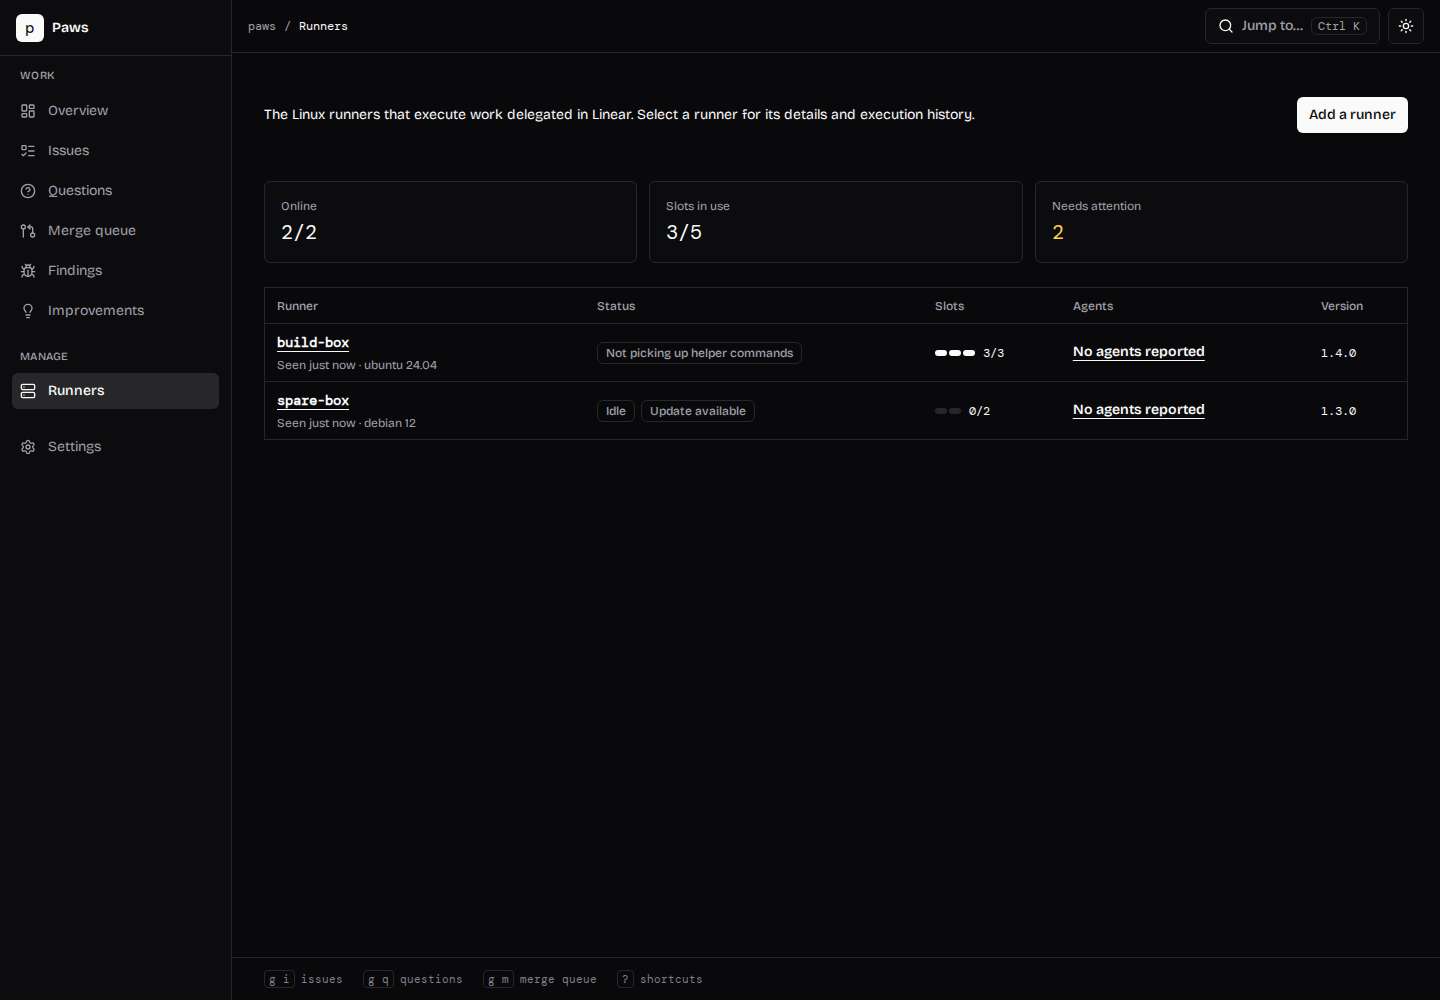 p Paws
paws / Runners
Jump to... Ctrl K
WORK
Overview
Issues
Questions
Merge queue
Findings
Improvements
MANAGE
Runners
Settings
The Linux runners that execute work delegated in Linear. Select a runner for its details and execution history.
Add a runner
Online
2/2
Slots in use
3/5
Needs attention
2
Runner Status Slots Agents Version
build-box
Seen just now · ubuntu 24.04
Not picking up helper commands
3/3
No agents reported
1.4.0
spare-box
Seen just now · debian 12
Idle Update available
0/2
No agents reported
1.3.0
g i issues g q questions g m merge queue ? shortcuts